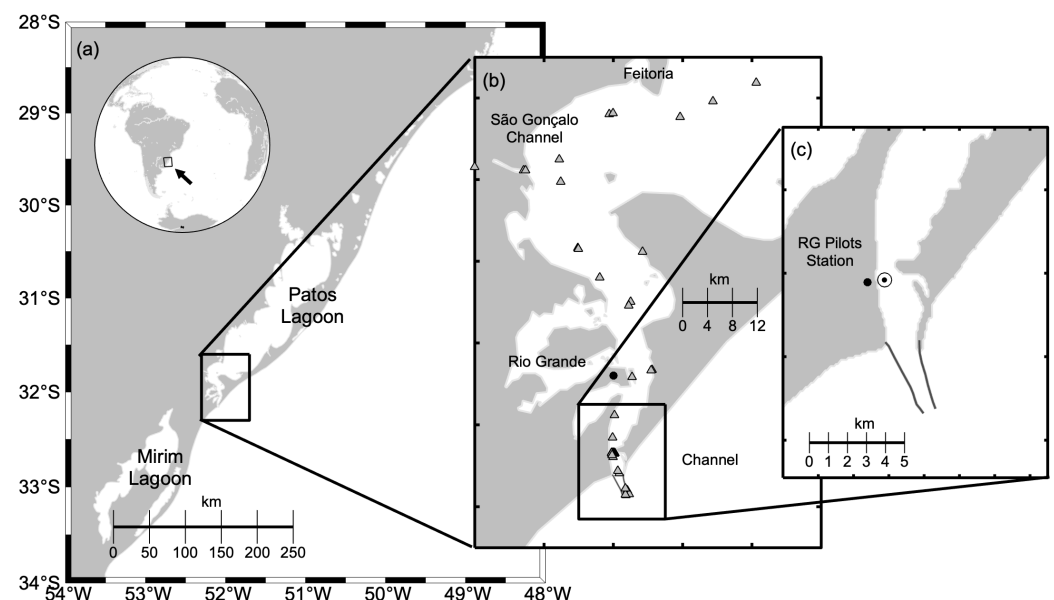 28°S
29°S
30°S
31°S
32°S
33°S
34°S
54°W
53°W
52°W
51°W
50°W
49°W
48°W
(a)
Patos
Lagoon
Mirim
Lagoon
km
0 50 100 150 200 250
(b)
Feitoria
São Gonçalo
Channel
km
0 4 8 12
Rio Grande
Channel
(c)
RG Pilots
Station
km
0 1 2 3 4 5